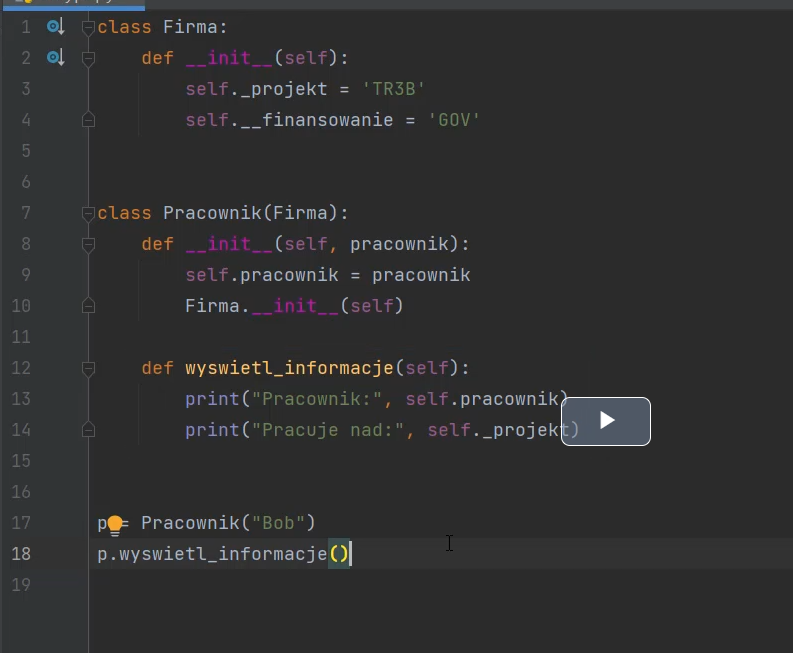 1 class Firma:
2 def __init__(self):
3 self._projekt = 'TR3B'
4 self.__finansowanie = 'GOV'
5
6
7 class Pracownik(Firma):
8 def __init__(self, pracownik):
9 self.pracownik = pracownik
10 Firma.__init__(self)
11
12 def wyswietl_informacje(self):
13 print("Pracownik:", self.pracownik)
14 print("Pracuje nad:", self._projekt)
15
16
17 p = Pracownik("Bob")
18 p.wyswietl_informacje()
19